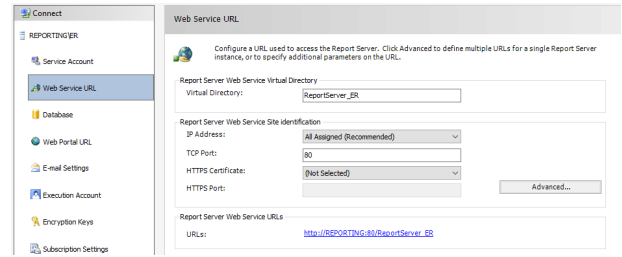 Connect
REPORTING\ER
Service Account
Web Service URL
Database
Web Portal URL
E-mail Settings
Execution Account
Encryption Keys
Subscription Settings
Web Service URL
Configure a URL used to access the Report Server. Click Advanced to define multiple URLs for a single Report Server
instance, or to specify additional parameters on the URL.
Report Server Web Service Virtual Directory
Virtual Directory: ReportServer_ER
Report Server Web Service Site identification
IP Address: All Assigned (Recommended)
TCP Port: 80
HTTPS Certificate: (Not Selected)
HTTPS Port: Advanced...
Report Server Web Service URLs
URLs: http://REPORTING:80/ReportServer_ER